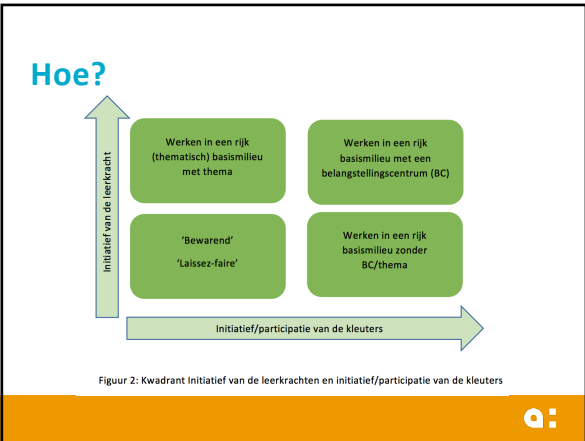 Hoe?
Initiatief van de leerkracht
Werken in een rijk
(thematisch) basismilieu
met thema
Werken in een rijk
basismilieu met een
belangstellingscentrum (BC)
'Bewarend'
'Laissez-faire'
Werken in een rijk
basismilieu zonder
BC/thema
Initiatief/participatie van de kleuters
Figuur 2: Kwadrant Initiatief van de leerkrachten en initiatief/participatie van de kleuters
a: